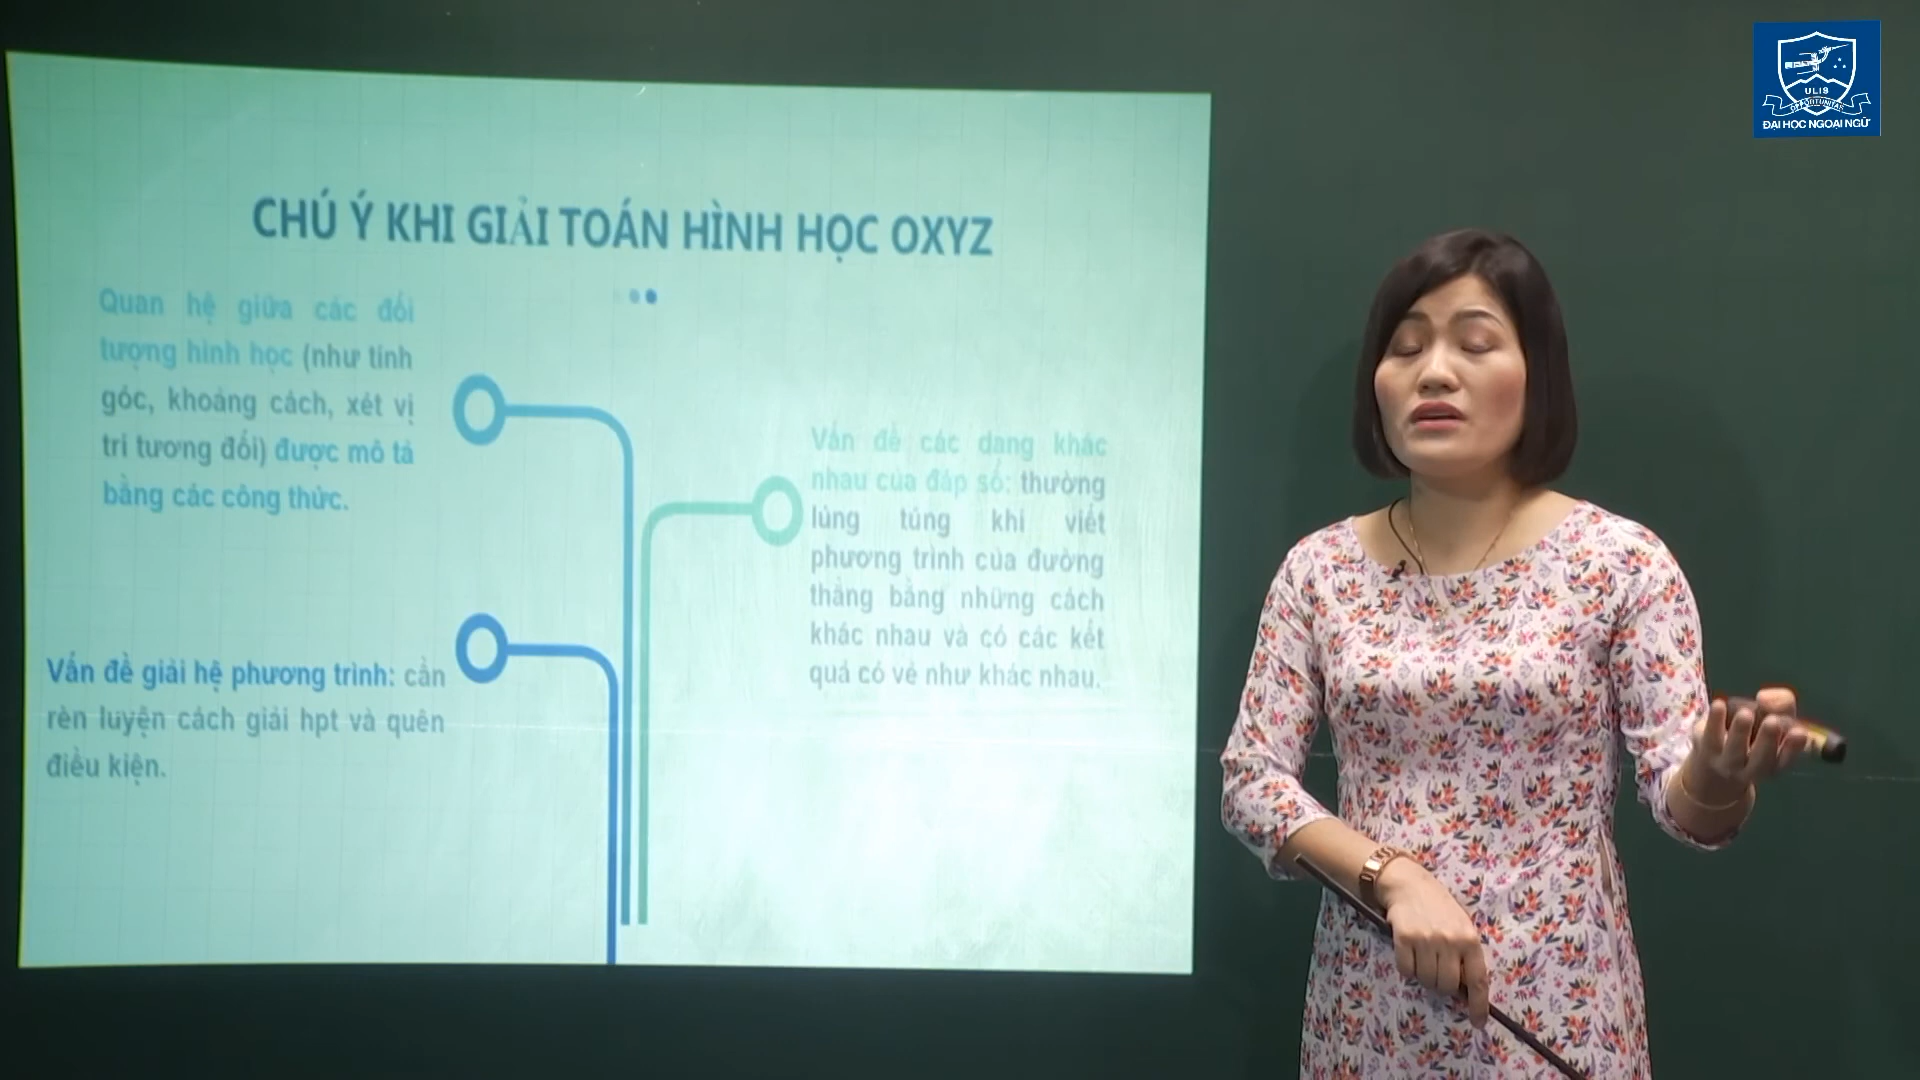 CHÚ Ý KHI GIẢI TOÁN HÌNH HỌC OXYZ
Quan hệ giữa các đối
tượng hình học (như tính
góc, khoảng cách, xét vị
trí tương đối) được mô tả
bằng các công thức.
Vấn đề giải hệ phương trình: cần
rèn luyện cách giải hpt và quên
điều kiện.
Vấn đề các dạng khác
nhau của đáp số: thường
lúng túng khi viết
phương trình của đường
thẳng bằng những cách
khác nhau và có các kết
quả có vẻ như khác nhau.
ULIS
OPPORTUNITAS
ĐẠI HỌC NGOẠI NGỮ